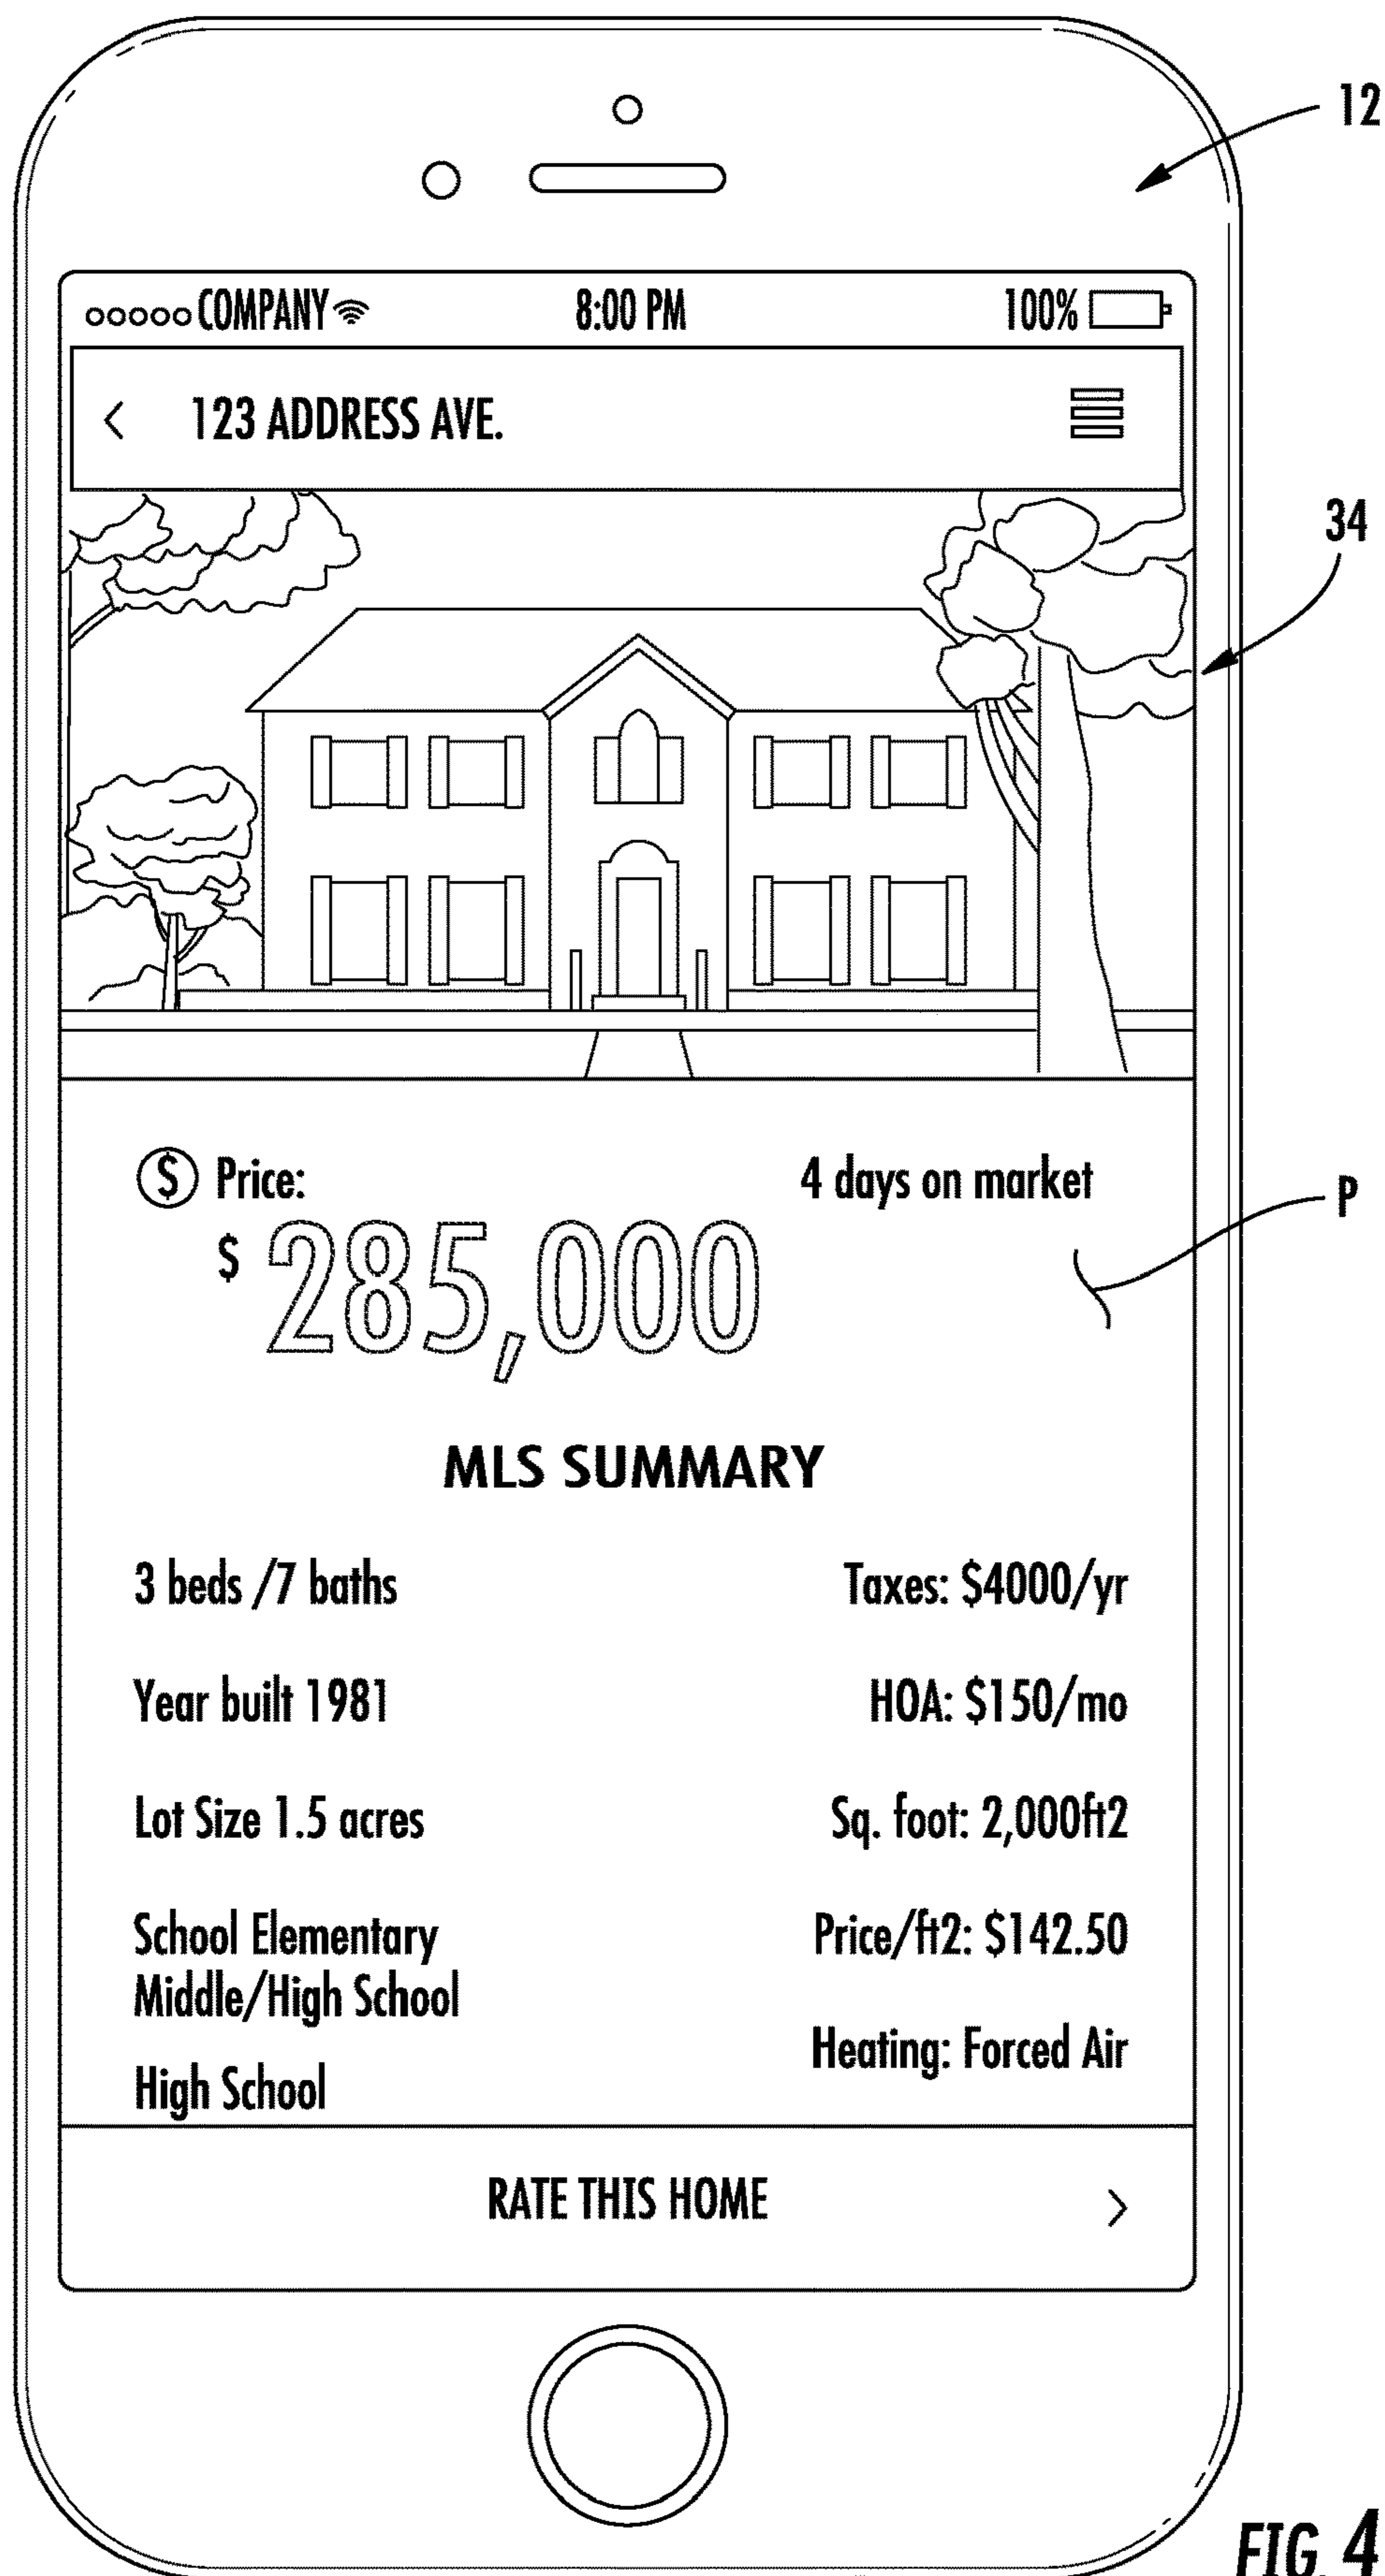 12
COMPANY 8:00 PM 100%
< 123 ADDRESS AVE.
34
$ Price: 4 days on market
P
$ 285,000
MLS SUMMARY
3 beds /7 baths Taxes: $4000/yr
Year built 1981 HOA: $150/mo
Lot Size 1.5 acres Sq. foot: 2,000ft2
School Elementary Price/ft2: $142.50
Middle/High School
Heating: Forced Air
High School
RATE THIS HOME >
FIG. 4